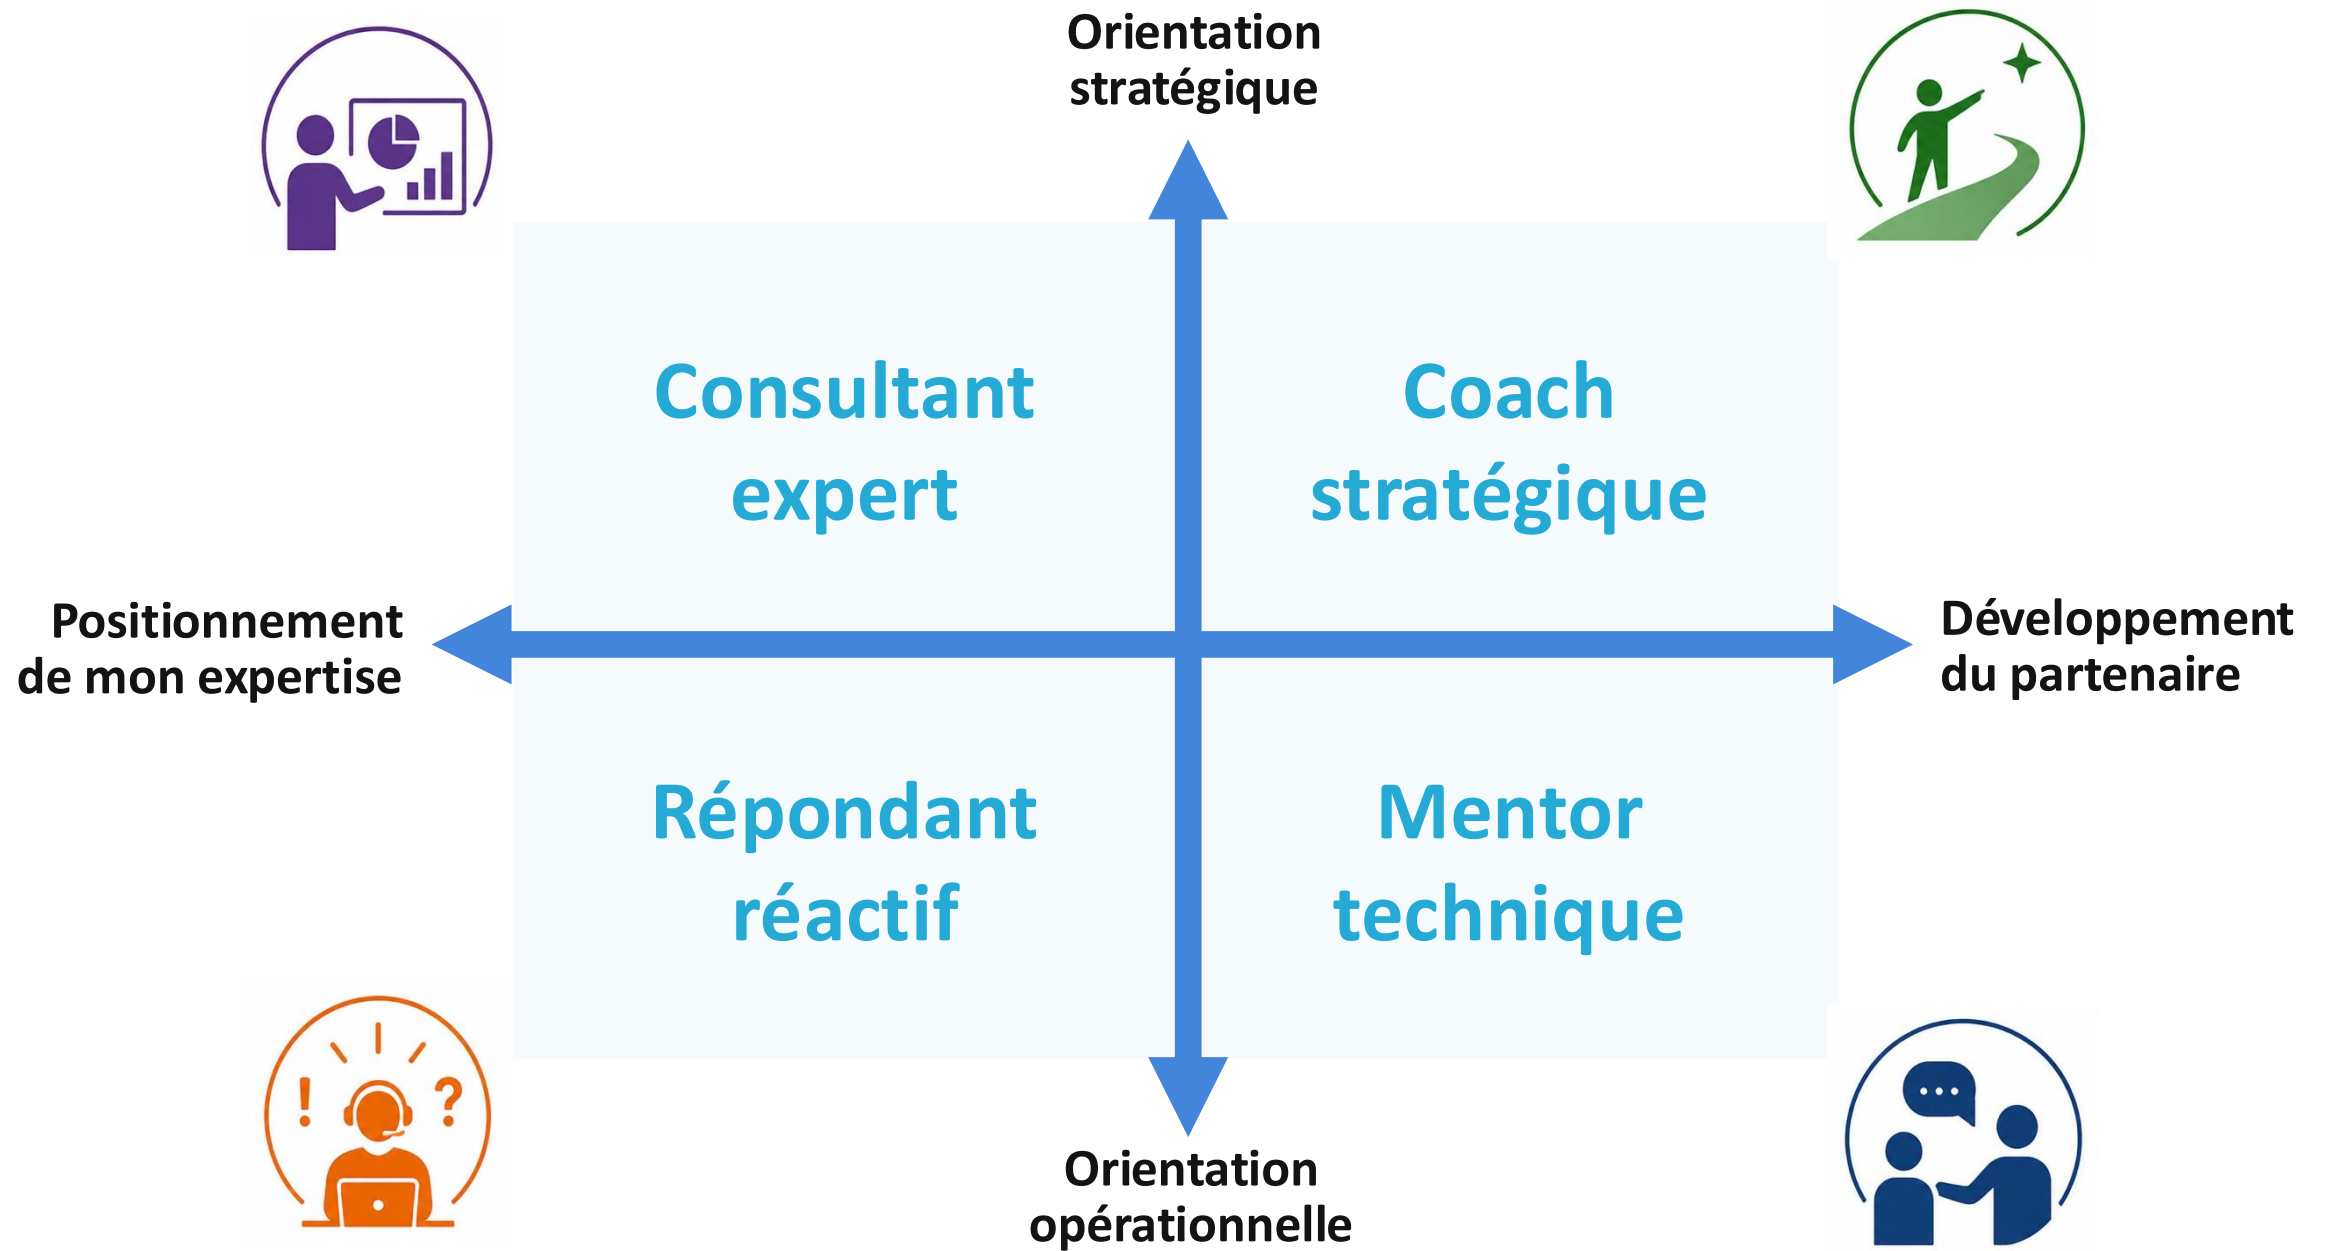 Orientation
stratégique
Consultant
expert
Coach
stratégique
Positionnement
de mon expertise
Développement
du partenaire
Répondant
réactif
Mentor
technique
! ?
Orientation
opérationnelle